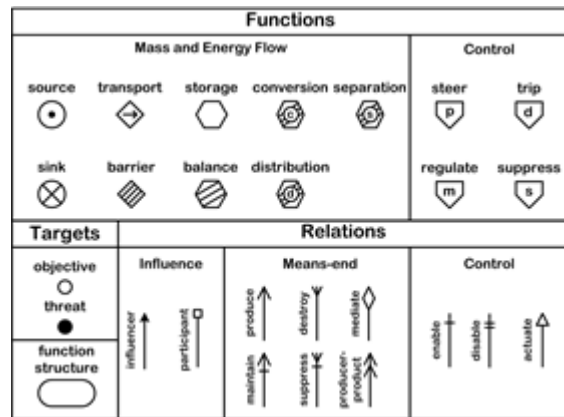 Functions
Mass and Energy Flow
Control
source transport storage conversion separation
c s
steer trip
p d
sink barrier balance distribution
d
regulate suppress
m s
Targets
Relations
objective
threat
function
structure
Influence
influencer
participant
Means-end
produce
destroy
mediate
maintain
suppress
producer-
product
Control
enable
disable
actuate